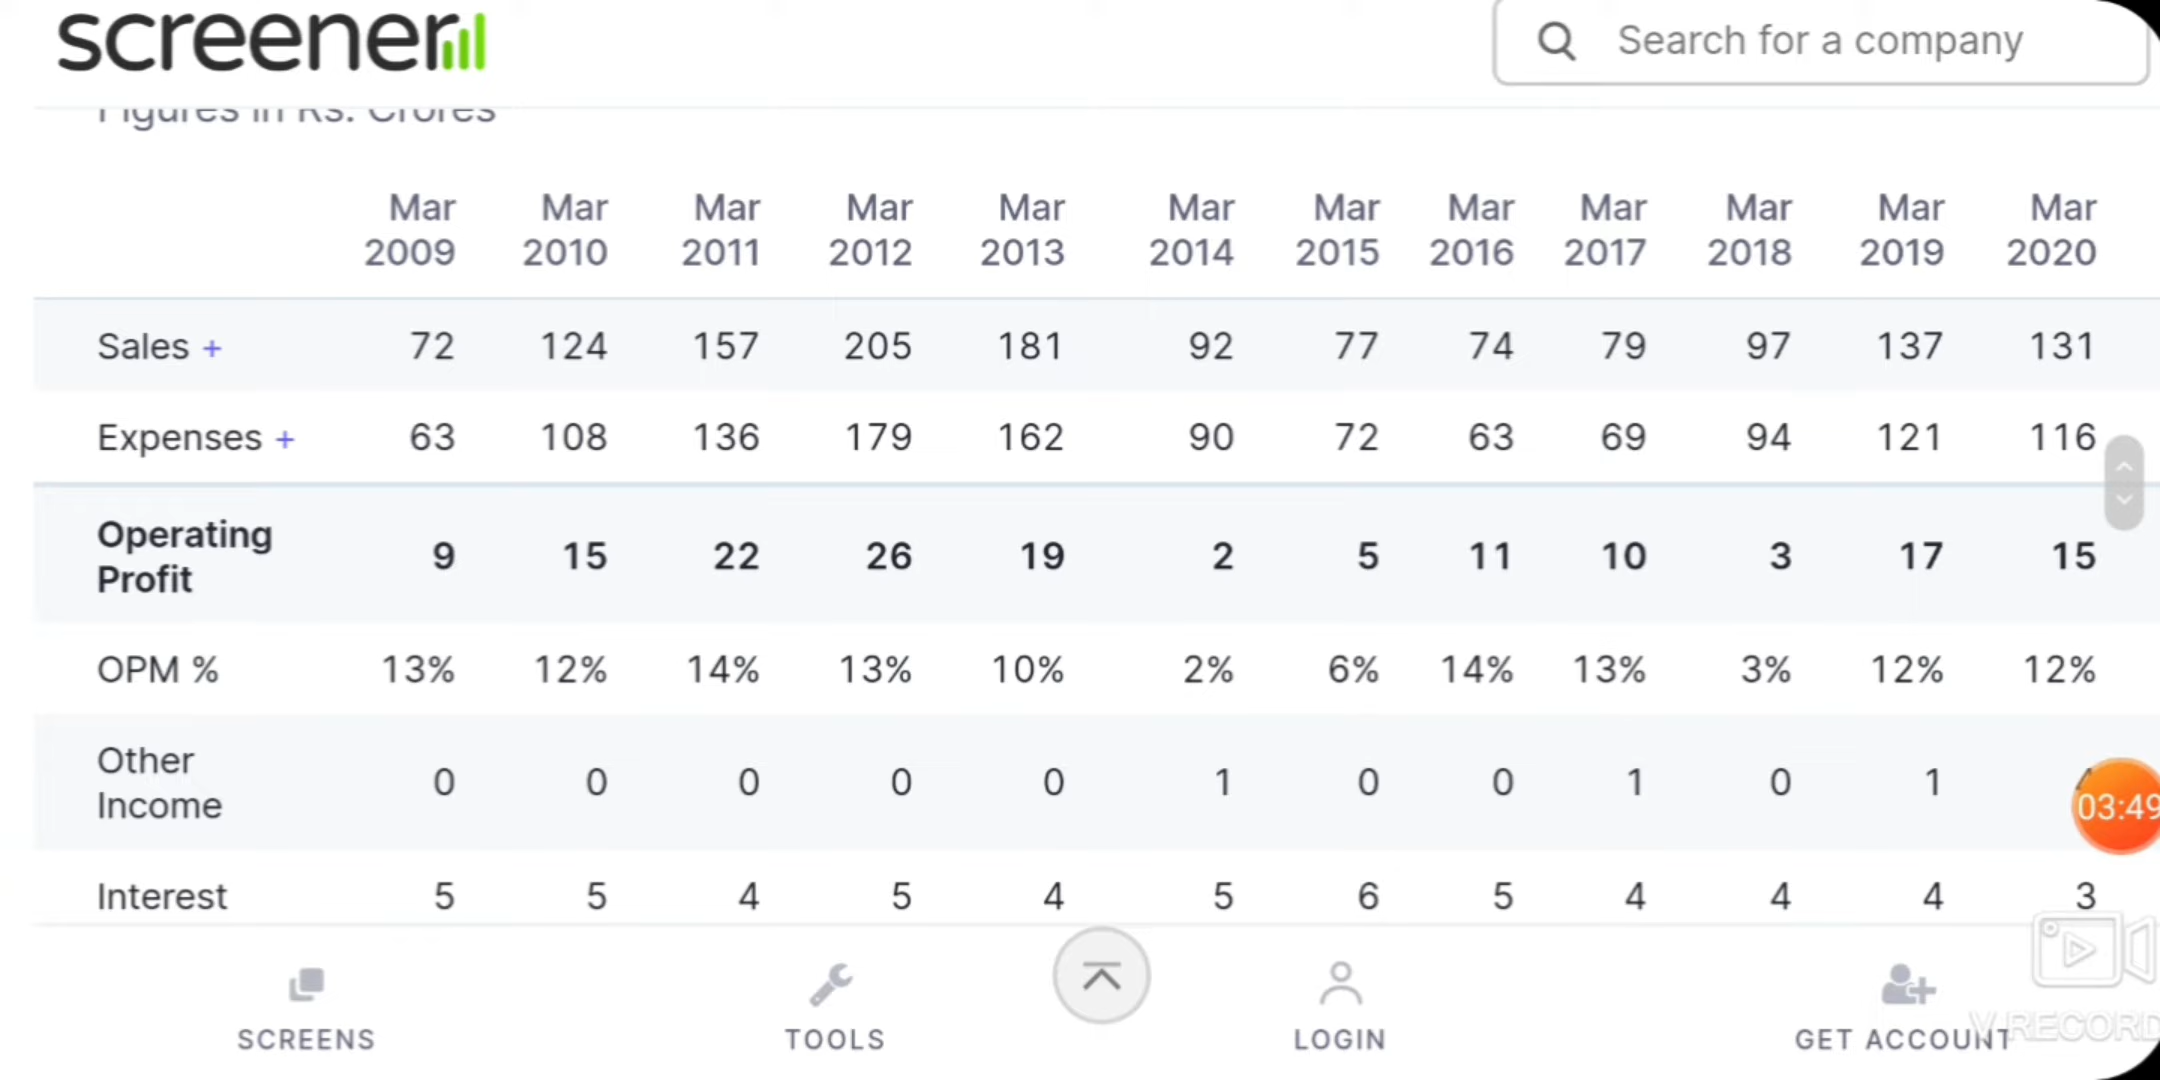 screener
Search for a company
Figures in Rs. Crores
Mar 2009 Mar 2010 Mar 2011 Mar 2012 Mar 2013 Mar 2014 Mar 2015 Mar 2016 Mar 2017 Mar 2018 Mar 2019 Mar 2020
Sales + 72 124 157 205 181 92 77 74 79 97 137 131
Expenses + 63 108 136 179 162 90 72 63 69 94 121 116
Operating Profit 9 15 22 26 19 2 5 11 10 3 17 15
OPM % 13% 12% 14% 13% 10% 2% 6% 14% 13% 3% 12% 12%
Other Income 0 0 0 0 0 1 0 0 1 0 1
03:49
Interest 5 5 4 5 4 5 6 5 4 4 4 3
SCREENS TOOLS LOGIN GET ACCOUNT
V RECORD